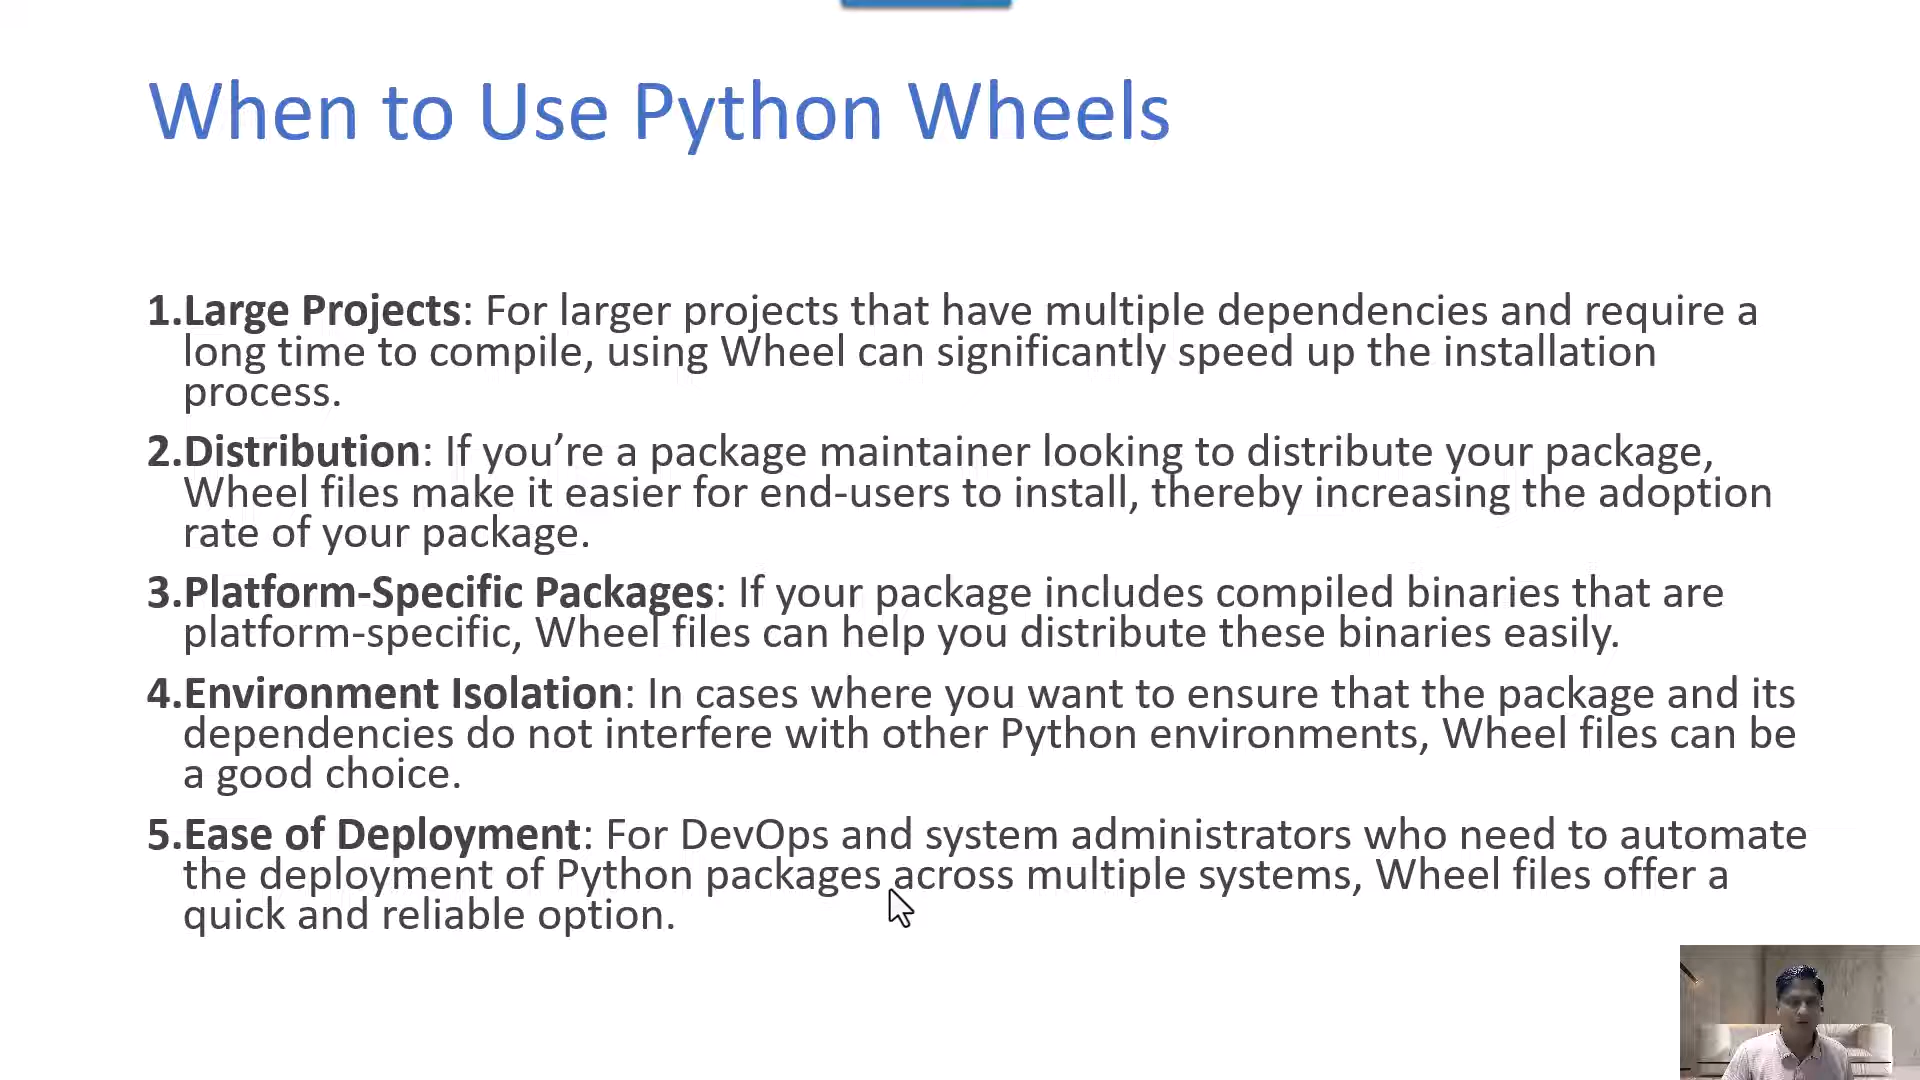 When to Use Python Wheels
1.Large Projects: For larger projects that have multiple dependencies and require a
long time to compile, using Wheel can significantly speed up the installation
process.
2.Distribution: If you’re a package maintainer looking to distribute your package,
Wheel files make it easier for end-users to install, thereby increasing the adoption
rate of your package.
3.Platform-Specific Packages: If your package includes compiled binaries that are
platform-specific, Wheel files can help you distribute these binaries easily.
4.Environment Isolation: In cases where you want to ensure that the package and its
dependencies do not interfere with other Python environments, Wheel files can be
a good choice.
5.Ease of Deployment: For DevOps and system administrators who need to automate
the deployment of Python packages across multiple systems, Wheel files offer a
quick and reliable option.